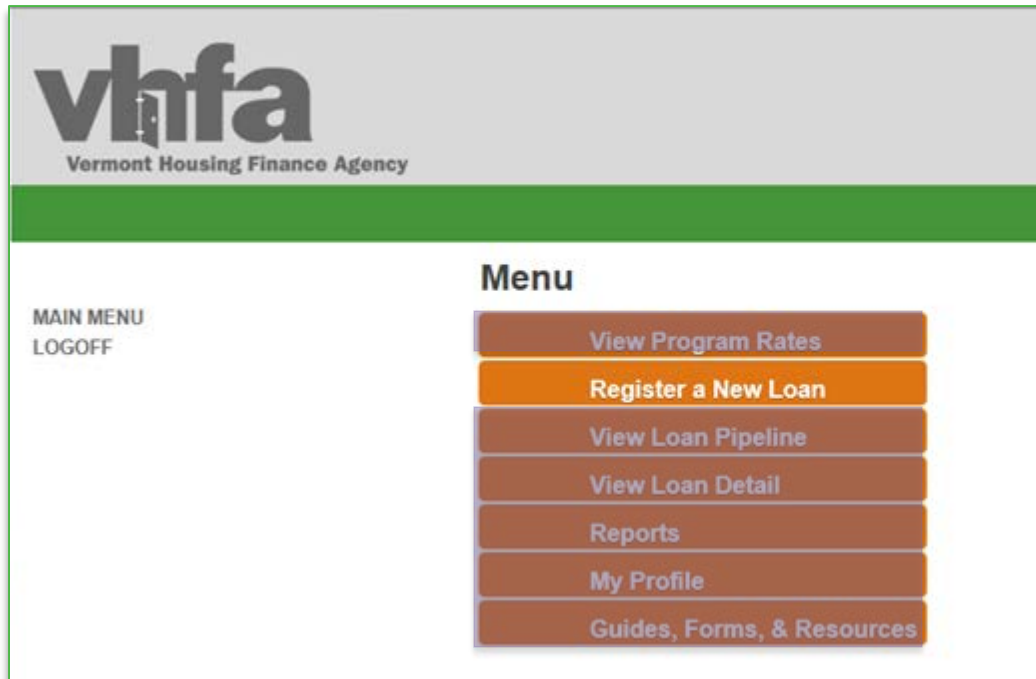 vhfa
Vermont Housing Finance Agency
MAIN MENU
LOGOFF
Menu
View Program Rates
Register a New Loan
View Loan Pipeline
View Loan Detail
Reports
My Profile
Guides, Forms, & Resources